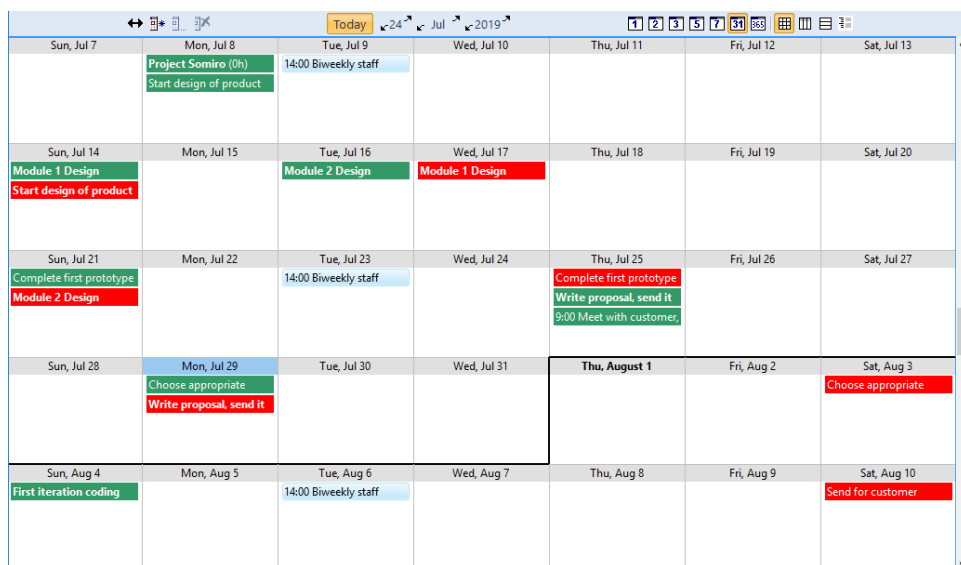 Today 24 Jul 2019 1 2 3 5 7 31 365
Sun, Jul 7 Mon, Jul 8 Tue, Jul 9 Wed, Jul 10 Thu, Jul 11 Fri, Jul 12 Sat, Jul 13
Project Somiro (0h) 14:00 Biweekly staff
Start design of product
Sun, Jul 14 Mon, Jul 15 Tue, Jul 16 Wed, Jul 17 Thu, Jul 18 Fri, Jul 19 Sat, Jul 20
Module 1 Design Module 2 Design Module 1 Design
Start design of product
Sun, Jul 21 Mon, Jul 22 Tue, Jul 23 Wed, Jul 24 Thu, Jul 25 Fri, Jul 26 Sat, Jul 27
Complete first prototype 14:00 Biweekly staff Complete first prototype
Module 2 Design Write proposal, send it
9:00 Meet with customer,
Sun, Jul 28 Mon, Jul 29 Tue, Jul 30 Wed, Jul 31 Thu, August 1 Fri, Aug 2 Sat, Aug 3
Choose appropriate Choose appropriate
Write proposal, send it
Sun, Aug 4 Mon, Aug 5 Tue, Aug 6 Wed, Aug 7 Thu, Aug 8 Fri, Aug 9 Sat, Aug 10
First iteration coding 14:00 Biweekly staff Send for customer